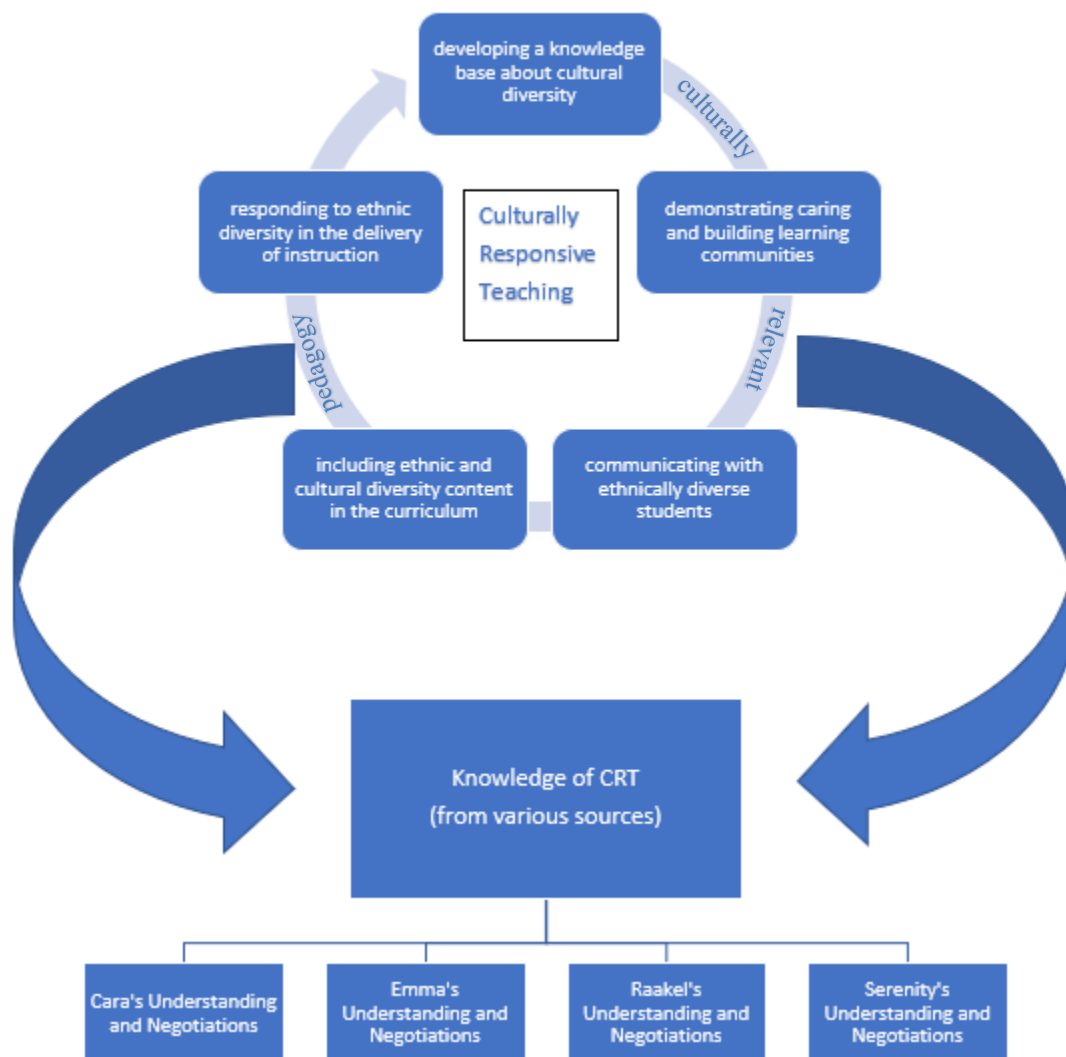 developing a knowledge
base about cultural
diversity
culturally
demonstrating caring
and building learning
communities
relevant
communicating with
ethnically diverse
students
including ethnic and
cultural diversity content
in the curriculum
pedagogy
responding to ethnic
diversity in the delivery
of instruction
Culturally
Responsive
Teaching
Knowledge of CRT
(from various sources)
Cara's Understanding
and Negotiations
Emma's
Understanding and
Negotiations
Raakel's
Understanding and
Negotiations
Serenity's
Understanding and
Negotiations